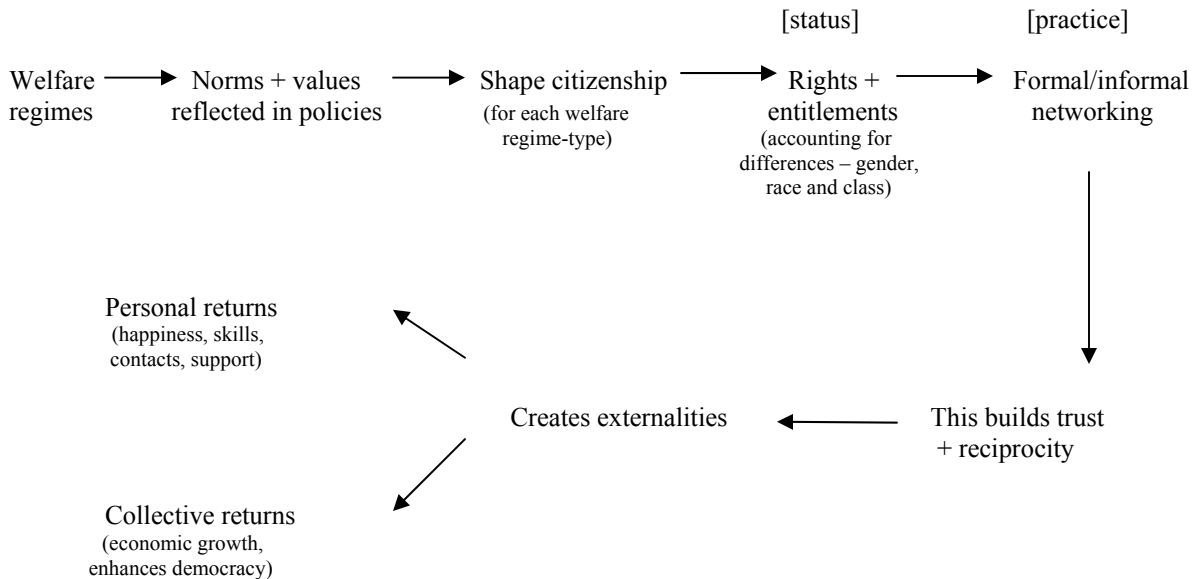 [status]
[practice]
Welfare
regimes
Norms + values
reflected in policies
Shape citizenship
(for each welfare
regime-type)
Rights +
entitlements
(accounting for
differences – gender,
race and class)
Formal/informal
networking
This builds trust
+ reciprocity
Creates externalities
Personal returns
(happiness, skills,
contacts, support)
Collective returns
(economic growth,
enhances democracy)